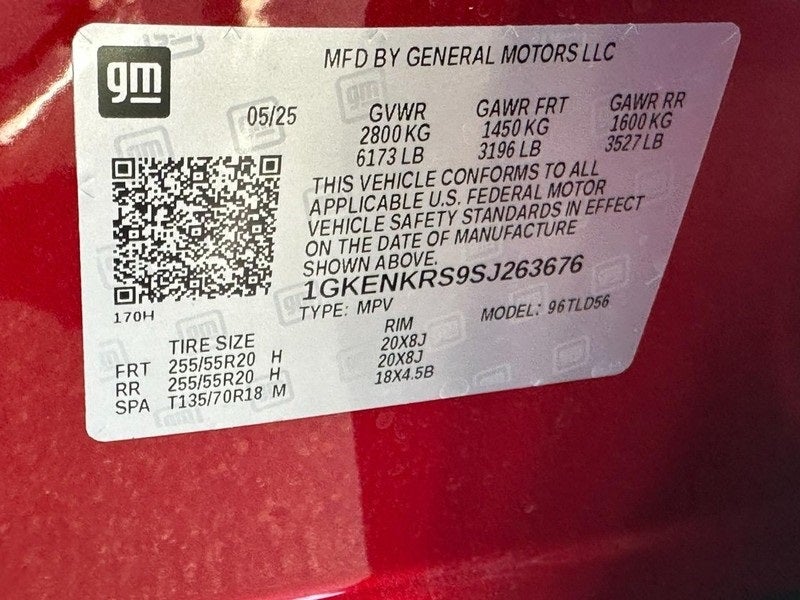 gm
MFD BY GENERAL MOTORS LLC
05/25 GVWR GAWR FRT GAWR RR
2800 KG 1450 KG 1600 KG
6173 LB 3196 LB 3527 LB
THIS VEHICLE CONFORMS TO ALL
APPLICABLE U.S. FEDERAL MOTOR
VEHICLE SAFETY STANDARDS IN EFFECT
ON THE DATE OF MANUFACTURE
SHOWN ABOVE.
1GKENKRS9SJ263676
170H
TYPE: MPV MODEL: 96TLD56
TIRE SIZE RIM
FRT 255/55R20 H 20X8J
RR 255/55R20 H 20X8J
SPA T135/70R18 M 18X4.5B